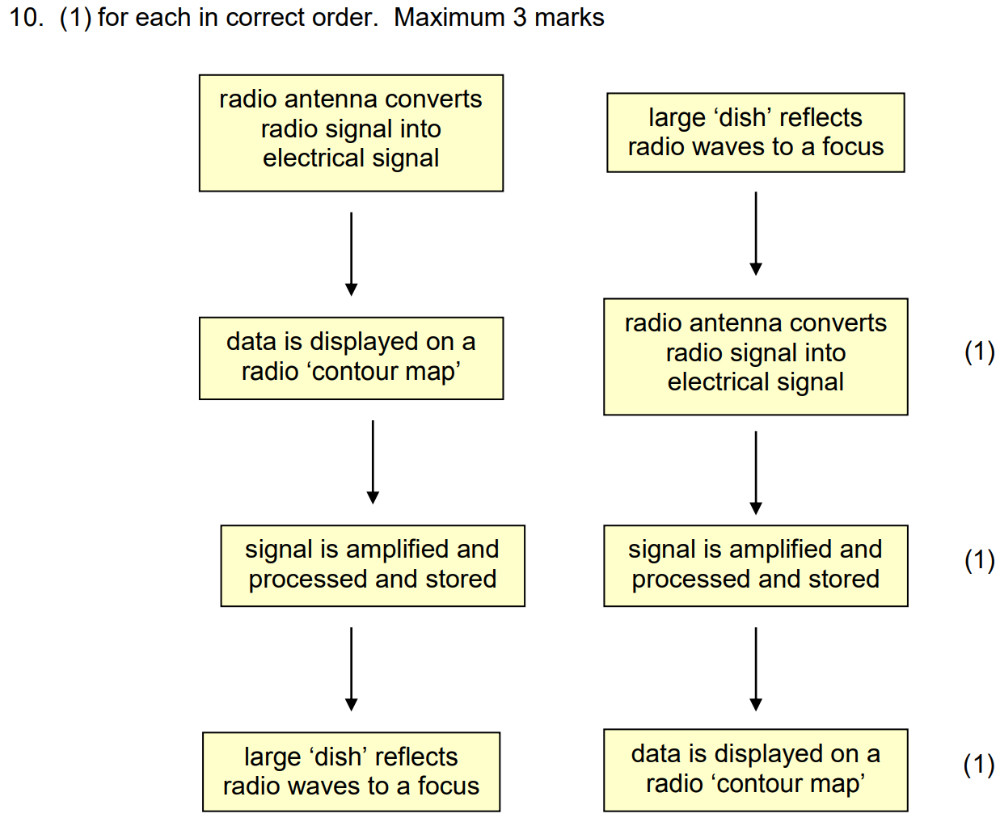 10.  (1) for each in correct order.  Maximum 3 marks
radio antenna converts
radio signal into
electrical signal
data is displayed on a
radio ‘contour map’
signal is amplified and
processed and stored
large ‘dish’ reflects
radio waves to a focus
large ‘dish’ reflects
radio waves to a focus
radio antenna converts
radio signal into
electrical signal
(1)
signal is amplified and
processed and stored
(1)
data is displayed on a
radio ‘contour map’
(1)